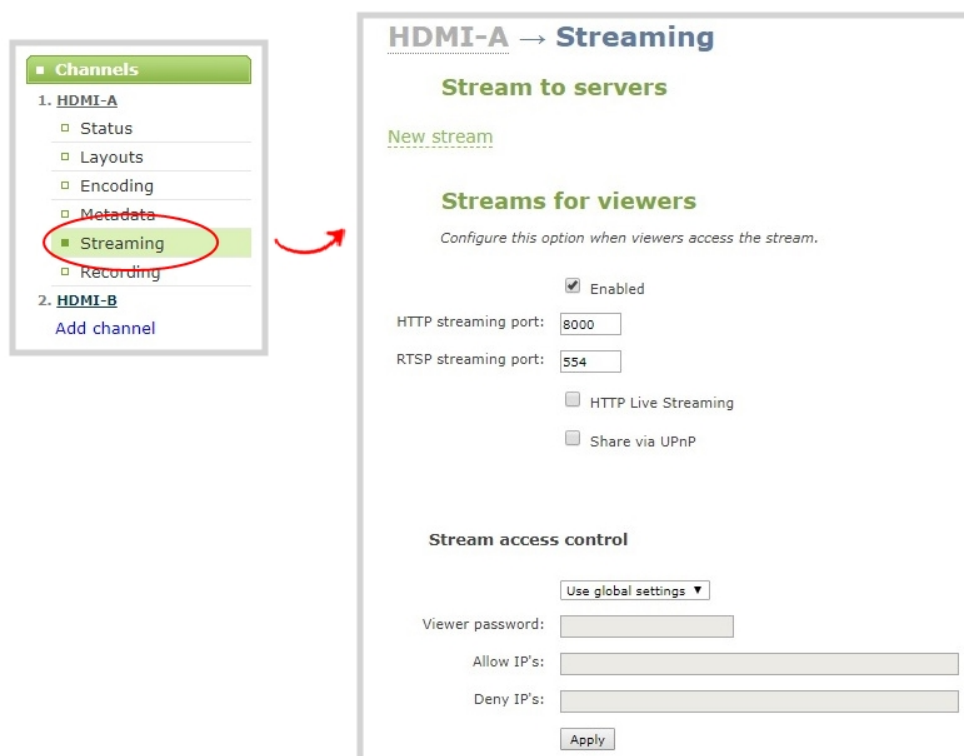 Channels
1. HDMI-A
Status
Layouts
Encoding
Metadata
Streaming
Recording
2. HDMI-B
Add channel
HDMI-A → Streaming
Stream to servers
New stream
Streams for viewers
Configure this option when viewers access the stream.
Enabled
HTTP streaming port: 8000
RTSP streaming port: 554
HTTP Live Streaming
Share via UPnP
Stream access control
Use global settings
Viewer password:
Allow IP's:
Deny IP's:
Apply